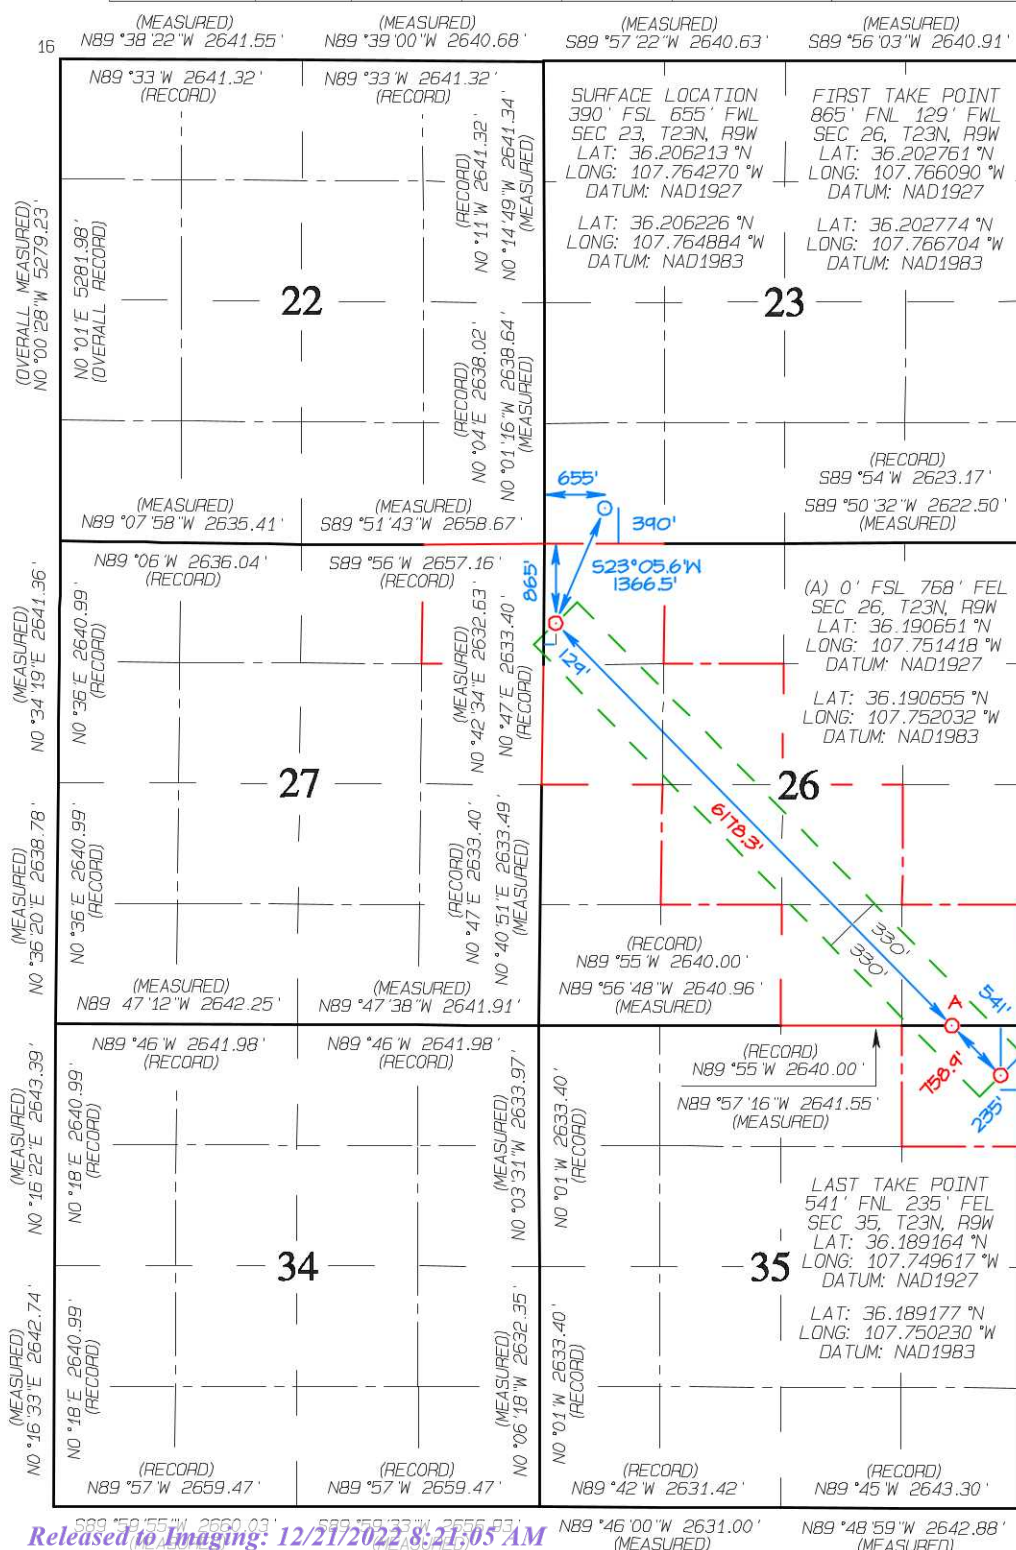 (MEASURED)
N89°38'22"W 2641.55'
(MEASURED)
N89°39'00"W 2640.68'
(MEASURED)
S89°57'22"W 2640.63'
(MEASURED)
S89°56'03"W 2640.91'
16
N89°33'W 2641.32'
(RECORD)
N89°33'W 2641.32'
(RECORD)
(OVERALL MEASURED)
N0°00'28"W 5279.23'
N0°01'E 5281.98'
(OVERALL RECORD)
22
(RECORD)
N0°11'W 2641.32'
N0°14'49"W 2641.34'
(MEASURED)
(RECORD)
N0°04'E 2638.02'
N0°01'16"W 2638.64'
(MEASURED)
SURFACE LOCATION
390' FSL 655' FWL
SEC 23, T23N, R9W
LAT: 36.206213°N
LONG: 107.764270°W
DATUM: NAD1927
LAT: 36.206226°N
LONG: 107.764884°W
DATUM: NAD1983
FIRST TAKE POINT
865' FNL 129' FWL
SEC 26, T23N, R9W
LAT: 36.202761°N
LONG: 107.766090°W
DATUM: NAD1927
LAT: 36.202774°N
LONG: 107.766704°W
DATUM: NAD1983
23
(RECORD)
S89°54'W 2623.17'
S89°50'32"W 2622.50'
(MEASURED)
655'
390'
(MEASURED)
N89°07'58"W 2635.41'
(MEASURED)
S89°51'43"W 2658.67'
N89°06'W 2636.04'
(RECORD)
S89°56'W 2657.16'
(RECORD)
865'
S23°05.6'W
1366.5'
129'
(MEASURED)
N0°34'19"E 2641.36'
N0°36'E 2640.99'
(RECORD)
(MEASURED)
N0°42'34"E 2632.63'
N0°47'E 2633.40'
(RECORD)
(A) 0' FSL 768' FEL
SEC 26, T23N, R9W
LAT: 36.190651°N
LONG: 107.751418°W
DATUM: NAD1927
LAT: 36.190655°N
LONG: 107.752032°W
DATUM: NAD1983
27
26
6178.3'
(MEASURED)
N0°36'20"E 2638.78'
N0°36'E 2640.99'
(RECORD)
(RECORD)
N0°47'E 2633.40'
N0°40'51"E 2633.49'
(MEASURED)
330'
330'
(RECORD)
N89°55'W 2640.00'
N89°56'48"W 2640.96'
(MEASURED)
(MEASURED)
N89 47'12"W 2642.25'
(MEASURED)
N89°47'38"W 2641.91'
A
541'
N89°46'W 2641.98'
(RECORD)
N89°46'W 2641.98'
(RECORD)
(RECORD)
N89°55'W 2640.00'
N89°57'16"W 2641.55'
(MEASURED)
758.9'
235'
(MEASURED)
N0°16'22"E 2643.39'
N0°18'E 2640.99'
(RECORD)
(MEASURED)
N0°03'31"W 2633.97'
N0°01'W 2633.40'
(RECORD)
34
35
LAST TAKE POINT
541' FNL 235' FEL
SEC 35, T23N, R9W
LAT: 36.189164°N
LONG: 107.749617°W
DATUM: NAD1927
LAT: 36.189177°N
LONG: 107.750230°W
DATUM: NAD1983
(MEASURED)
N0°16'33"E 2642.74'
N0°18'E 2640.99'
(RECORD)
(MEASURED)
N0°06'18"W 2632.35'
N0°01'W 2633.40'
(RECORD)
(RECORD)
N89°57'W 2659.47'
(RECORD)
N89°57'W 2659.47'
(RECORD)
N89°42'W 2631.42'
(RECORD)
N89°45'W 2643.30'
S89°59'55"W 2660.03'
N89°46'00"W 2631.00'
(MEASURED)
N89°48'59"W 2642.88'
(MEASURED)
Released to Imaging: 12/21/2022 8:21:05 AM